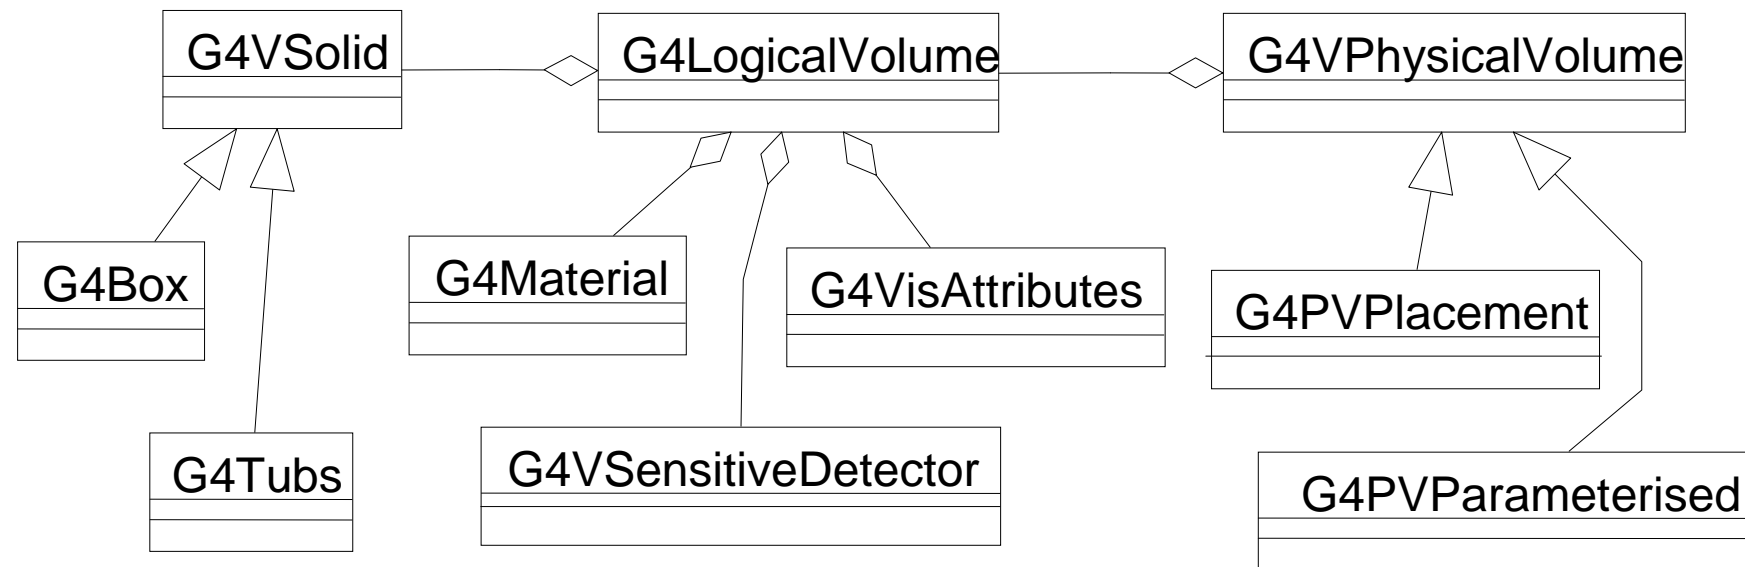 G4VSolid
G4LogicalVolume
G4VPhysicalVolume
G4Box
G4Material
G4VisAttributes
G4PVPlacement
G4Tubs
G4VSensitiveDetector
G4PVParameterised